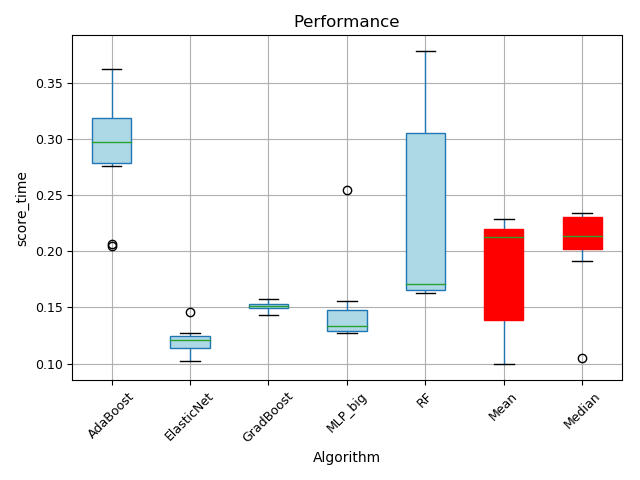 Performance
score_time
0.35
0.30
0.25
0.20
0.15
0.10
AdaBoost
ElasticNet
GradBoost
MLP_big
RF
Mean
Median
Algorithm